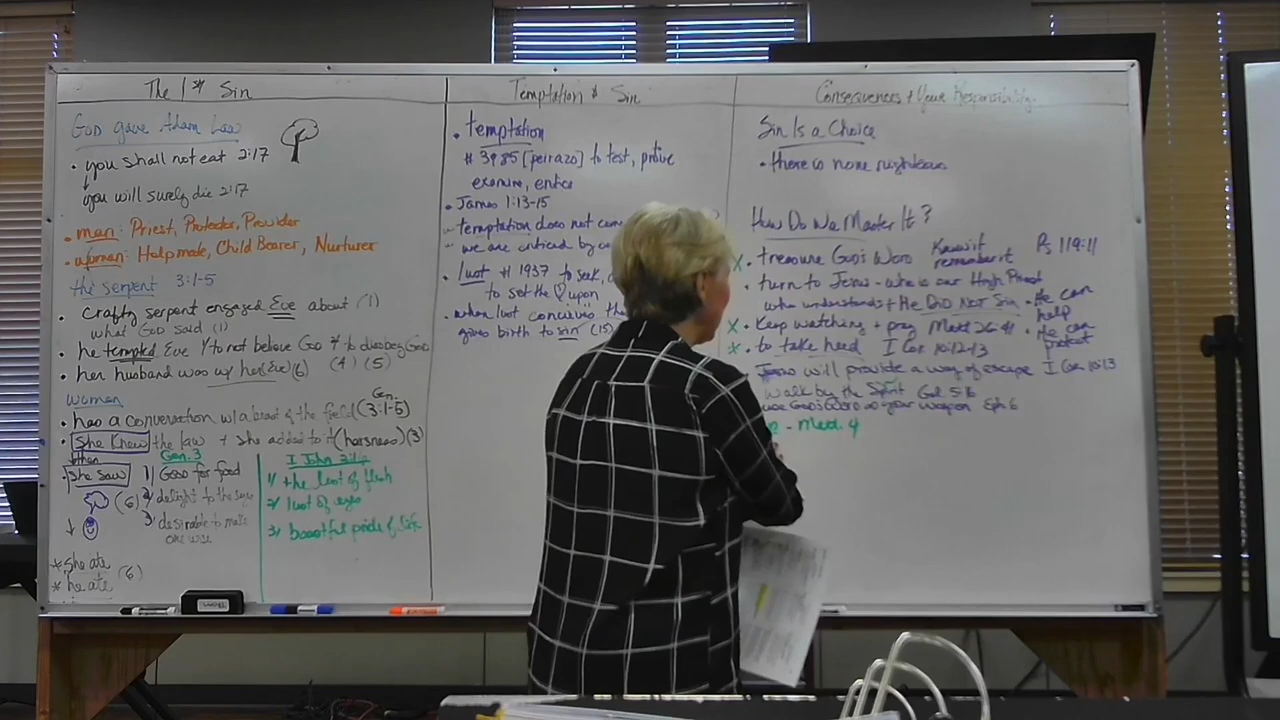 The 1st Sin
God gave Adam Law
• you shall not eat 2:17
you will surely die 2:17
• man: Priest, Protector, Provider
• woman: Helpmate, Child Bearer, Nurturer
the serpent 3:1-5
• crafty serpent engaged Eve about (1)
what God said (1)
• he tempted Eve to not believe God to disobey God
(4) (5)
• her husband was w/ her (Eve) (6)
woman
Gen.
• has a conversation w/ a beast of the field (3:1-5)
• She Knew the law + she added to it (harsness) (3)
then
She saw
(6)
Gen. 3
1) Good for food
2) delight to the eyes
3) desirable to make
one wise
I John 2:16
1) the lust of flesh
2) lust of eyes
3) boastful pride of life
* She ate
* he ate (6)
Temptation & Sin
• temptation
# 3985 [peirazo] to test, prove
examine, entice
• James 1:13-15
temptation does not
we are enticed by
• lust # 1937 to seek,
to set the ♡ upon
• when lust conceives
gives birth to sin (15)
Consequences + Your Responsibility
Sin Is a Choice
• there is none righteous
How Do We Master It?
X • treasure God's Word Know it remember it Ps 119:11
• turn to Jesus - who is our High Priest
who understands + He DID NOT Sin
• He can help
• He can protect
X • Keep watching + pray Matt 26:41
X • to take heed I Cor. 10:12-13
Jesus will provide a way of escape I Cor. 10:13
walk by the Spirit Gal. 5:16
use God's Word as your weapon Eph 6
- Matt. 4